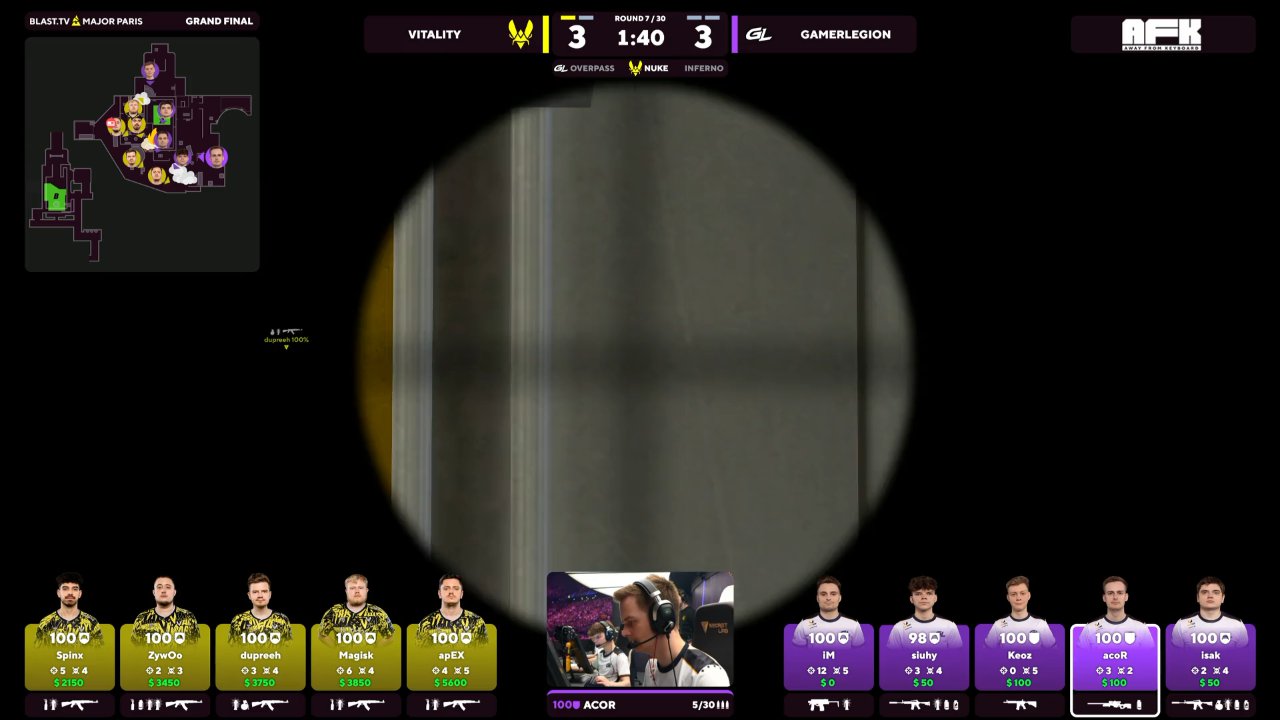 BLAST.TV MAJOR PARIS GRAND FINAL
VITALITY 3 ROUND 7 / 30 1:40 3 GL GAMERLEGION
AFK
AWAY FROM KEYBOARD
GL OVERPASS NUKE INFERNO
dupreeh 100%
100 100 100 100 100 100 98 100 100 100
Spinx ZywOo dupreeh Magisk apEX iM siuhy Keoz acoR isak
5 4 2 3 3 4 6 4 4 5 12 5 3 4 0 5 3 2 2 4
$ 2150 $ 3450 $ 3750 $ 3850 $ 5600 $ 0 $ 50 $ 100 $ 100 $ 50
SECRET LAB
100 ACOR 5/30